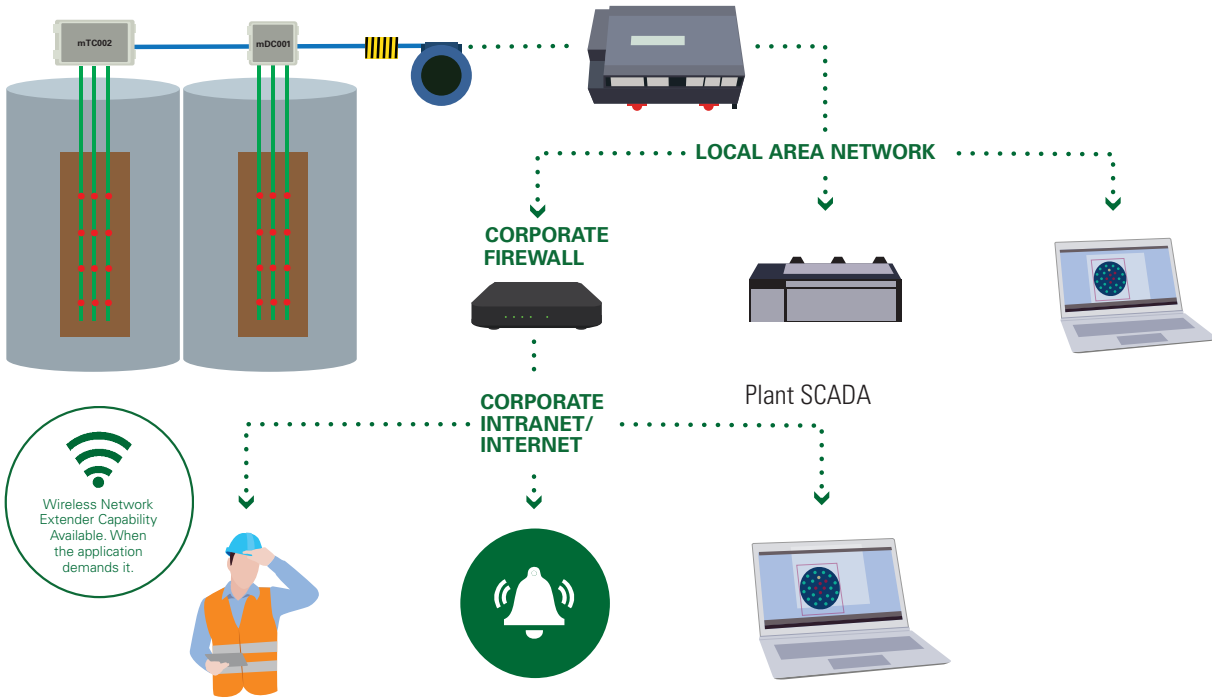 mTC002
mDC001
LOCAL AREA NETWORK
CORPORATE
FIREWALL
Plant SCADA
CORPORATE
INTRANET/
INTERNET
Wireless Network
Extender Capability
Available. When
the application
demands it.